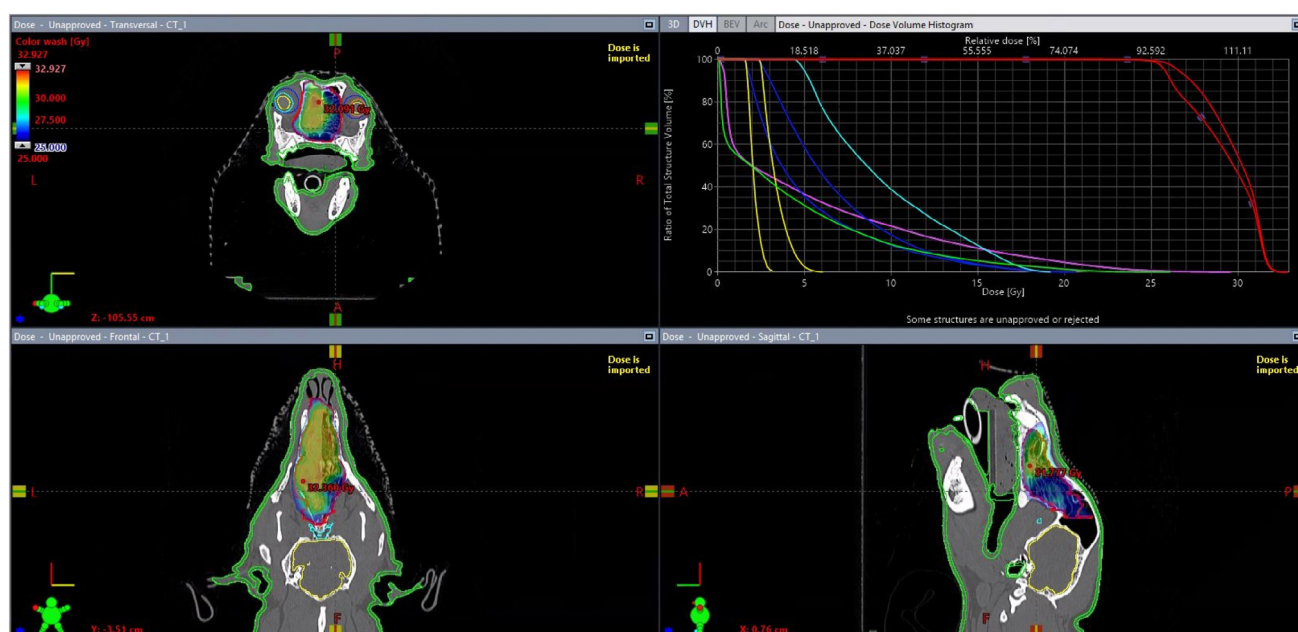 Dose - Unapproved - Transversal - CT_1
Color wash [Gy]
32.927
32.927
30.000
27.500
25.000
25.000
Dose is
imported
P
L
R
A
Z: -105.55 cm
3D DVH BEV Arc Dose - Unapproved - Dose Volume Histogram
Relative dose [%]
0 18.518 37.037 55.555 74.074 92.592 111.11
Ratio of Total Structure Volume [%]
100
80
60
40
20
0
0 5 10 15 20 25 30
Dose [Gy]
Some structures are unapproved or rejected
Dose - Unapproved - Frontal - CT_1
Dose is
imported
H
L
R
F
Y: -3.51 cm
Dose - Unapproved - Sagittal - CT_1
Dose is
imported
H
A
P
F
X: 0.76 cm